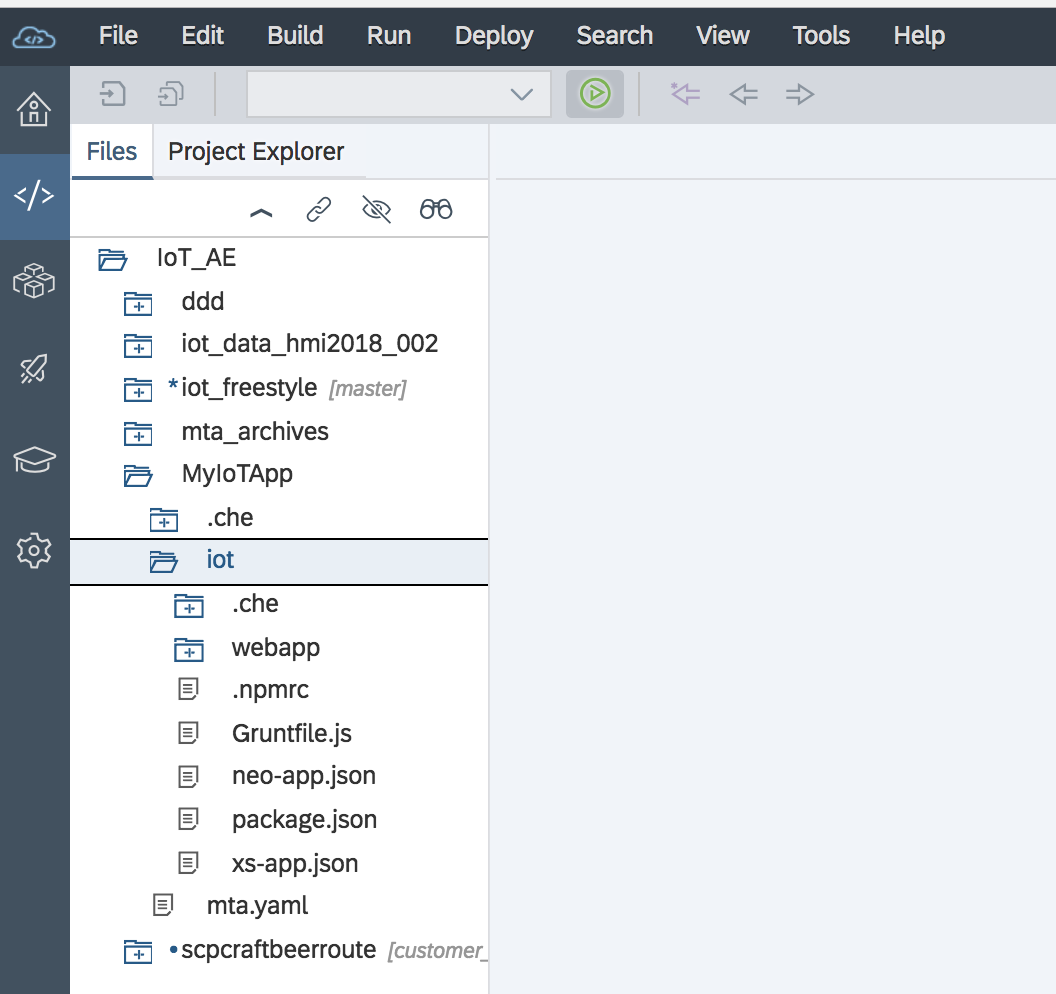 File Edit Build Run Deploy Search View Tools Help
Files Project Explorer
IoT_AE
ddd
iot_data_hmi2018_002
*iot_freestyle [master]
mta_archives
MyIoTApp
.che
iot
.che
webapp
.npmrc
Gruntfile.js
neo-app.json
package.json
xs-app.json
mta.yaml
•scpcraftbeerroute [customer_